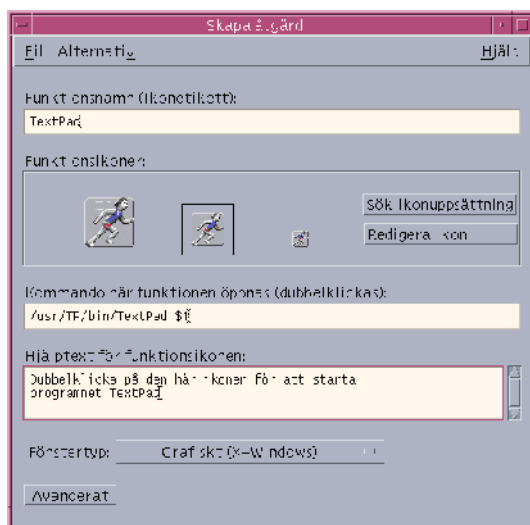 Skapa åtgärd
Fil Alternativ Hjälp
Funktionsnamn (ikonetikett):
TextPad
Funktionsikoner:
Sök ikonuppsättning
Redigera ikon
Kommando när funktionen öppnas (dubbelklickas):
/usr/TP/bin/TextPad $f
Hjälptext för funktionsikonen:
Dubbelklicka på den här ikonen för att starta
programmet TextPad
Fönstertyp: Grafiskt (X-Windows)
Avancerat